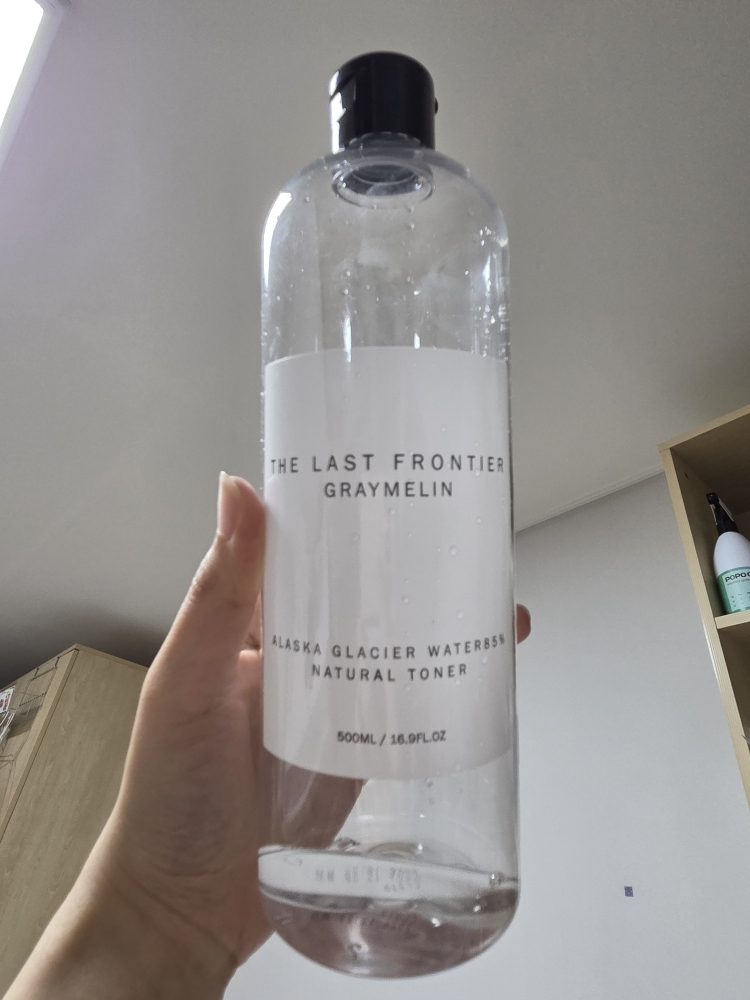 THE LAST FRONTIER
GRAYMELIN
ALASKA GLACIER WATER85%
NATURAL TONER
500ML / 16.9FL.OZ